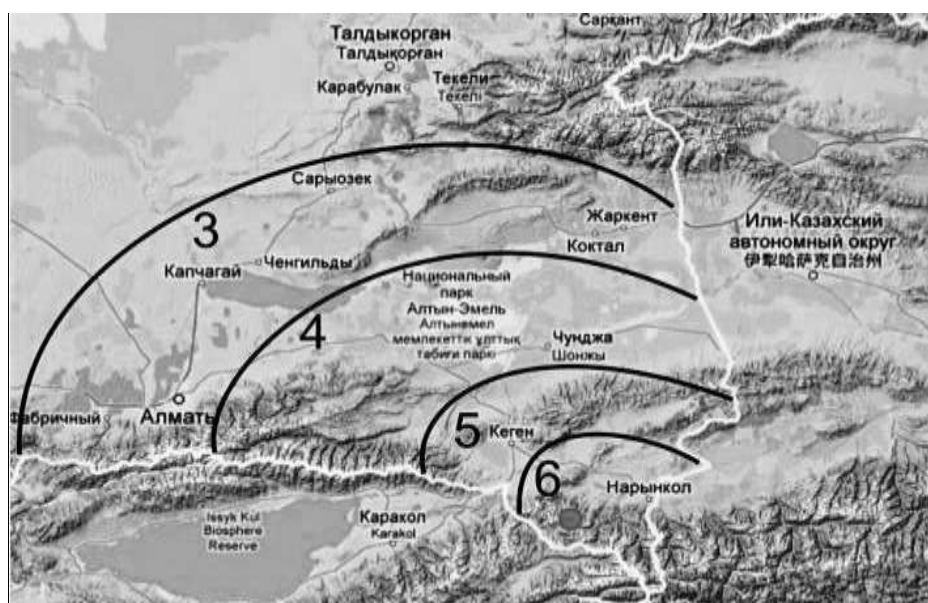 Сарқант
Талдыкорган
Талдықорған
Карабулак
Текели
Текелі
Сарыозек
Жаркент
Коктал
Или-Казахский
автономный округ
伊犁哈萨克自治州
3
Капчагай
Ченгильды
Национальный
парк
Алтын-Эмель
Алтынемел
мемлекеттік ұлттық
табиғи паркі
4
Чунджа
Шонжы
Фабричный
Алматы
5
Кеген
6
Нарынкол
Issyk Kul
Biosphere
Reserve
Каракол
Karakol